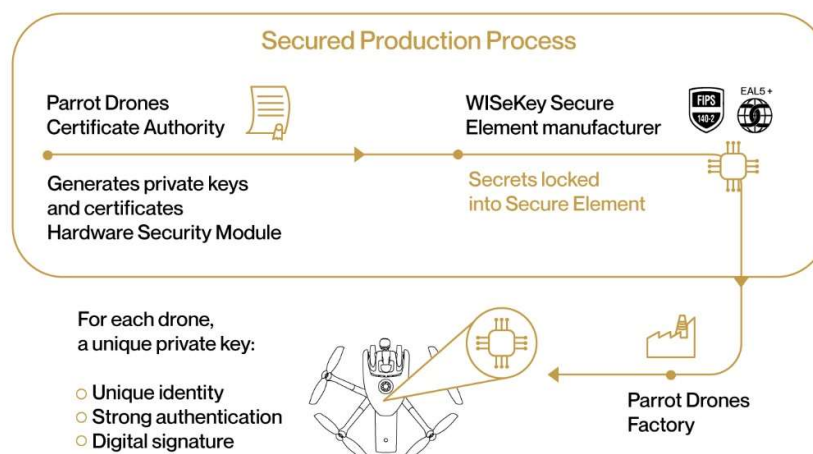 Secured Production Process
Parrot Drones
Certificate Authority
Generates private keys
and certificates
Hardware Security Module
WISeKey Secure
Element manufacturer
FIPS
140-2
EAL5+
Secrets locked
into Secure Element
For each drone,
a unique private key:
Unique identity
Strong authentication
Digital signature
Parrot Drones
Factory